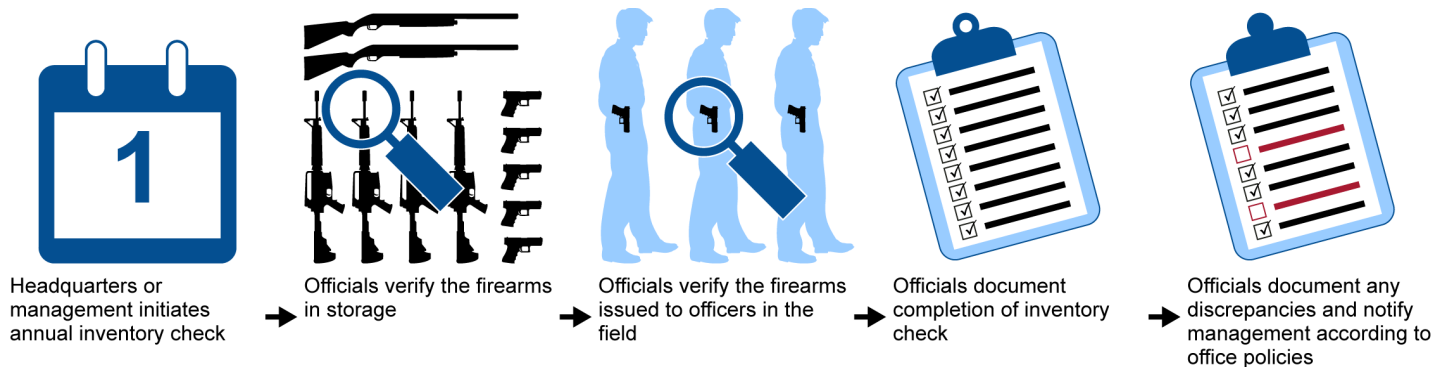 1
Headquarters or
management initiates
annual inventory check
Officials verify the firearms
in storage
Officials verify the firearms
issued to officers in the
field
Officials document
completion of inventory
check
Officials document any
discrepancies and notify
management according to
office policies